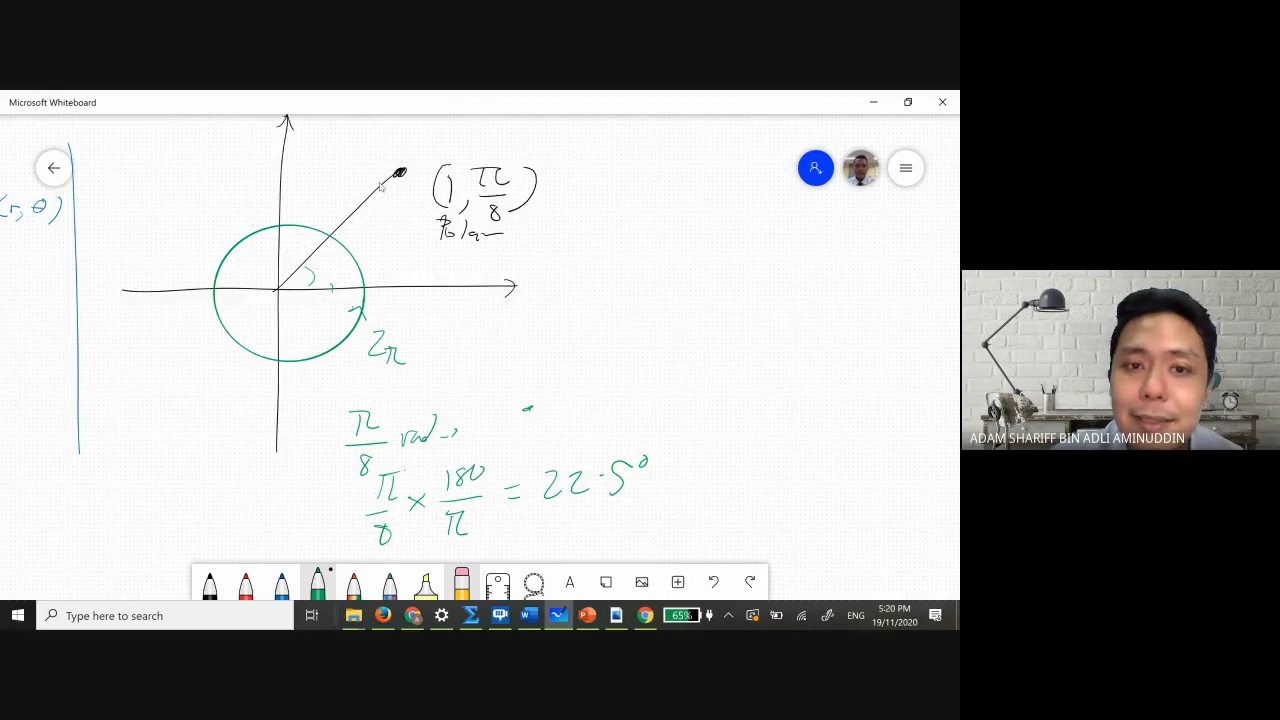 Microsoft Whiteboard
(r, θ)
(1, π/8)
Polar
2π
π/8 rad
π/8 × 180/π = 22.5°
A
ADAM SHARIFF BIN ADLI AMINUDDIN
Type here to search
65%
ENG
5:20 PM
19/11/2020